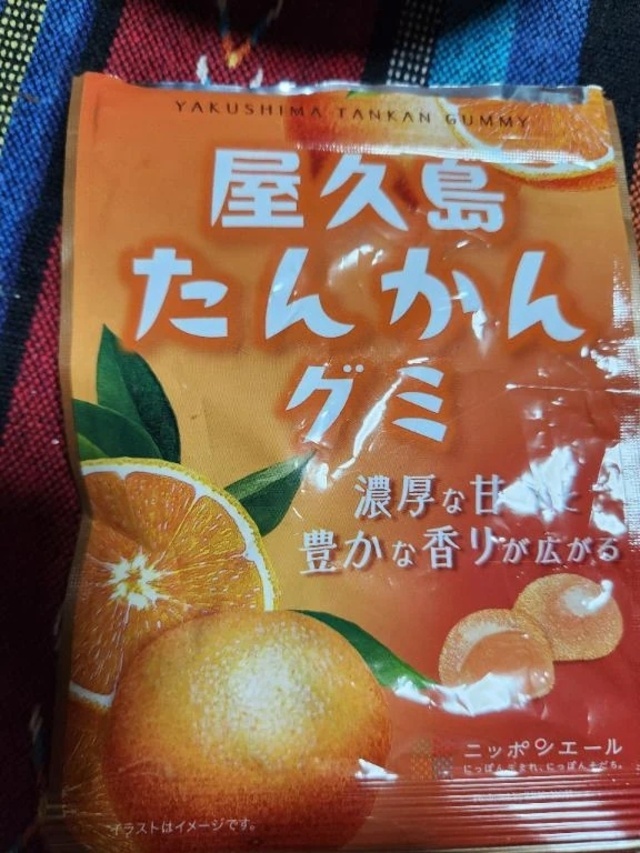 YAKUSHIMA TANKAN GUMMY
屋久島
たんかん
グミ
濃厚な甘
豊かな香りが広がる
ニッポンエール
イラストはイメージです。